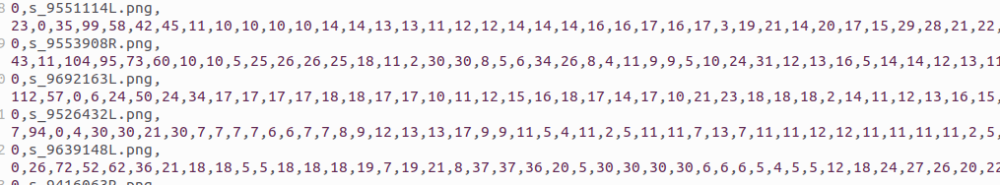 0,s_9551114L.png,
23,0,35,99,58,42,45,11,10,10,10,10,14,14,13,13,11,12,12,14,14,14,16,16,17,16,17,3,19,21,14,20,17,15,29,28,21,22,
0,s_9553908R.png,
43,11,104,95,73,60,10,10,5,25,26,26,25,18,11,2,30,30,8,5,6,34,26,8,4,11,9,9,5,10,24,31,12,13,16,5,14,14,12,13,11
0,s_9692163L.png,
112,57,0,6,24,50,24,34,17,17,17,17,18,18,17,17,10,11,12,15,16,18,17,14,17,10,21,23,18,18,18,2,14,11,12,13,16,15,
0,s_9526432L.png,
7,94,0,4,30,30,21,30,7,7,7,7,6,6,7,7,8,9,12,13,13,17,9,9,11,5,4,11,2,5,11,11,7,13,7,11,11,12,12,11,11,11,11,2,5,
0,s_9639148L.png,
0,26,72,52,62,36,21,18,18,5,5,18,18,18,19,7,19,21,8,37,37,36,20,5,30,30,30,30,6,6,6,5,4,5,5,12,18,24,27,26,20,22
0,s_9416063R.png,